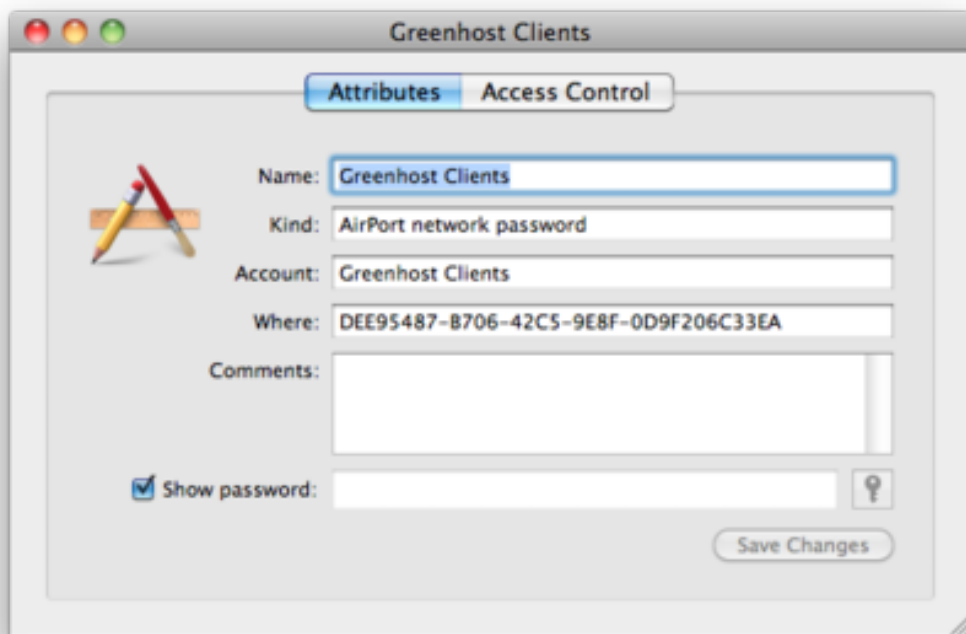 Greenhost Clients
Attributes Access Control
Name: Greenhost Clients
Kind: AirPort network password
Account: Greenhost Clients
Where: DEE95487-B706-42C5-9E8F-0D9F206C33EA
Comments:
Show password:
Save Changes